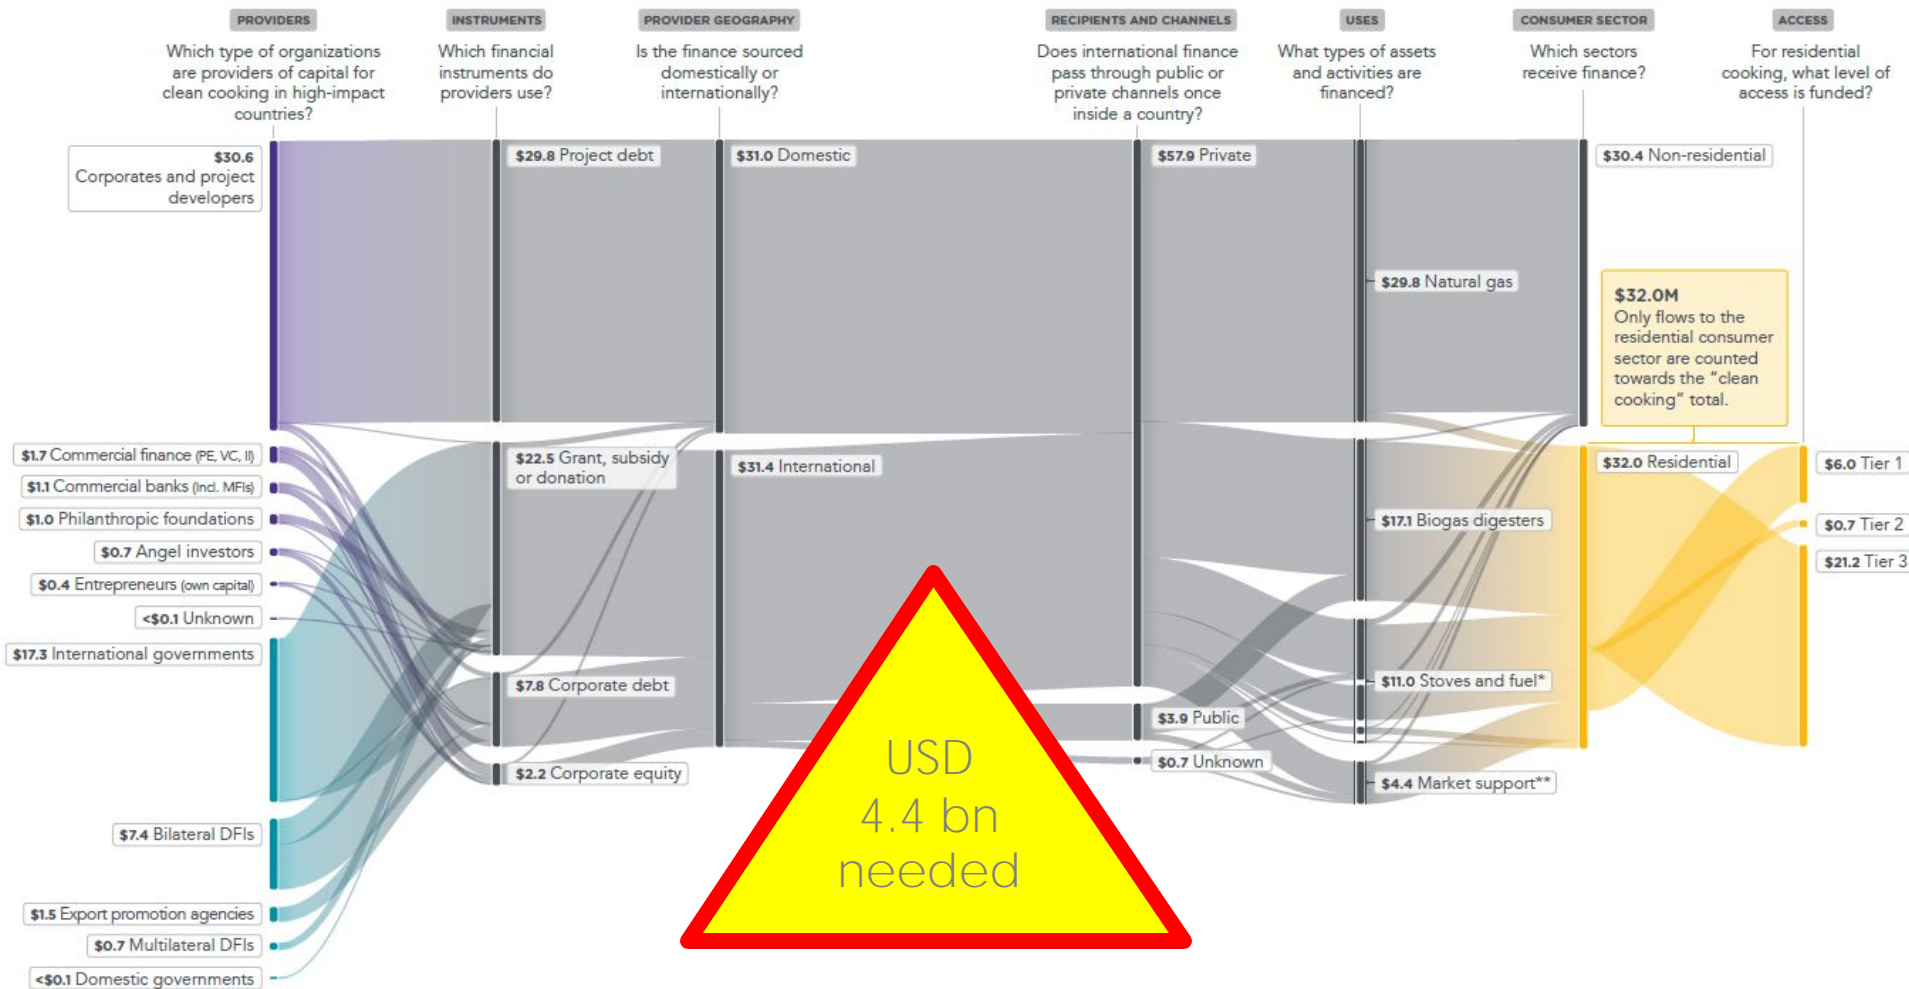 PROVIDERS
Which type of organizations
are providers of capital for
clean cooking in high-impact
countries?
INSTRUMENTS
Which financial
instruments do
providers use?
PROVIDER GEOGRAPHY
Is the finance sourced
domestically or
internationally?
RECIPIENTS AND CHANNELS
Does international finance
pass through public or
private channels once
inside a country?
USES
What types of assets
and activities are
financed?
CONSUMER SECTOR
Which sectors
receive finance?
ACCESS
For residential
cooking, what level of
access is funded?
$30.6
Corporates and project
developers
$1.7 Commercial finance (PE, VC, II)
$1.1 Commercial banks (Incl. MFIs)
$1.0 Philanthropic foundations
$0.7 Angel investors
$0.4 Entrepreneurs (own capital)
<$0.1 Unknown
$17.3 International governments
$7.4 Bilateral DFIs
$1.5 Export promotion agencies
$0.7 Multilateral DFIs
<$0.1 Domestic governments
$29.8 Project debt
$22.5 Grant, subsidy
or donation
$7.8 Corporate debt
$2.2 Corporate equity
$31.0 Domestic
$31.4 International
$57.9 Private
$3.9 Public
$0.7 Unknown
$29.8 Natural gas
$17.1 Biogas digesters
$11.0 Stoves and fuel*
$4.4 Market support**
$30.4 Non-residential
$32.0M
Only flows to the
residential consumer
sector are counted
towards the “clean
cooking” total.
$32.0 Residential
$6.0 Tier 1
$0.7 Tier 2
$21.2 Tier 3
USD
4.4 bn
needed